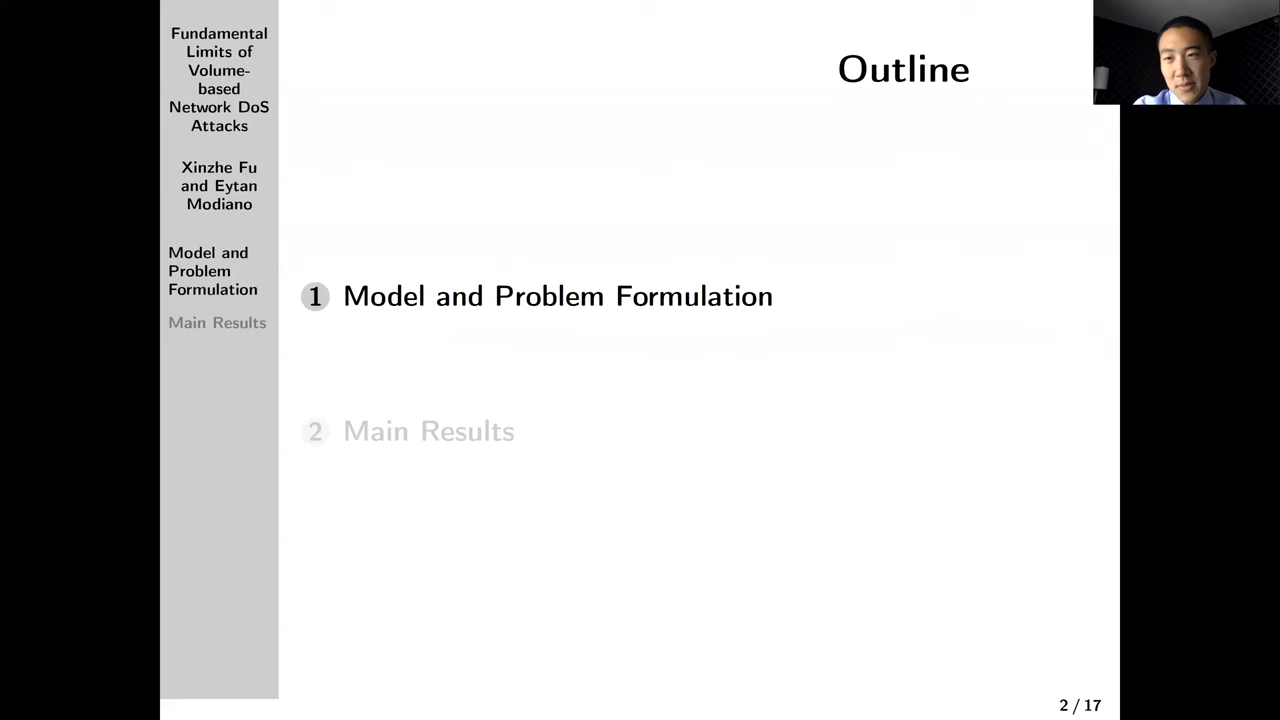 Fundamental
Limits of
Volume-
based
Network DoS
Attacks
Xinzhe Fu
and Eytan
Modiano
Model and
Problem
Formulation
Main Results
Outline
1 Model and Problem Formulation
2 Main Results
2 / 17